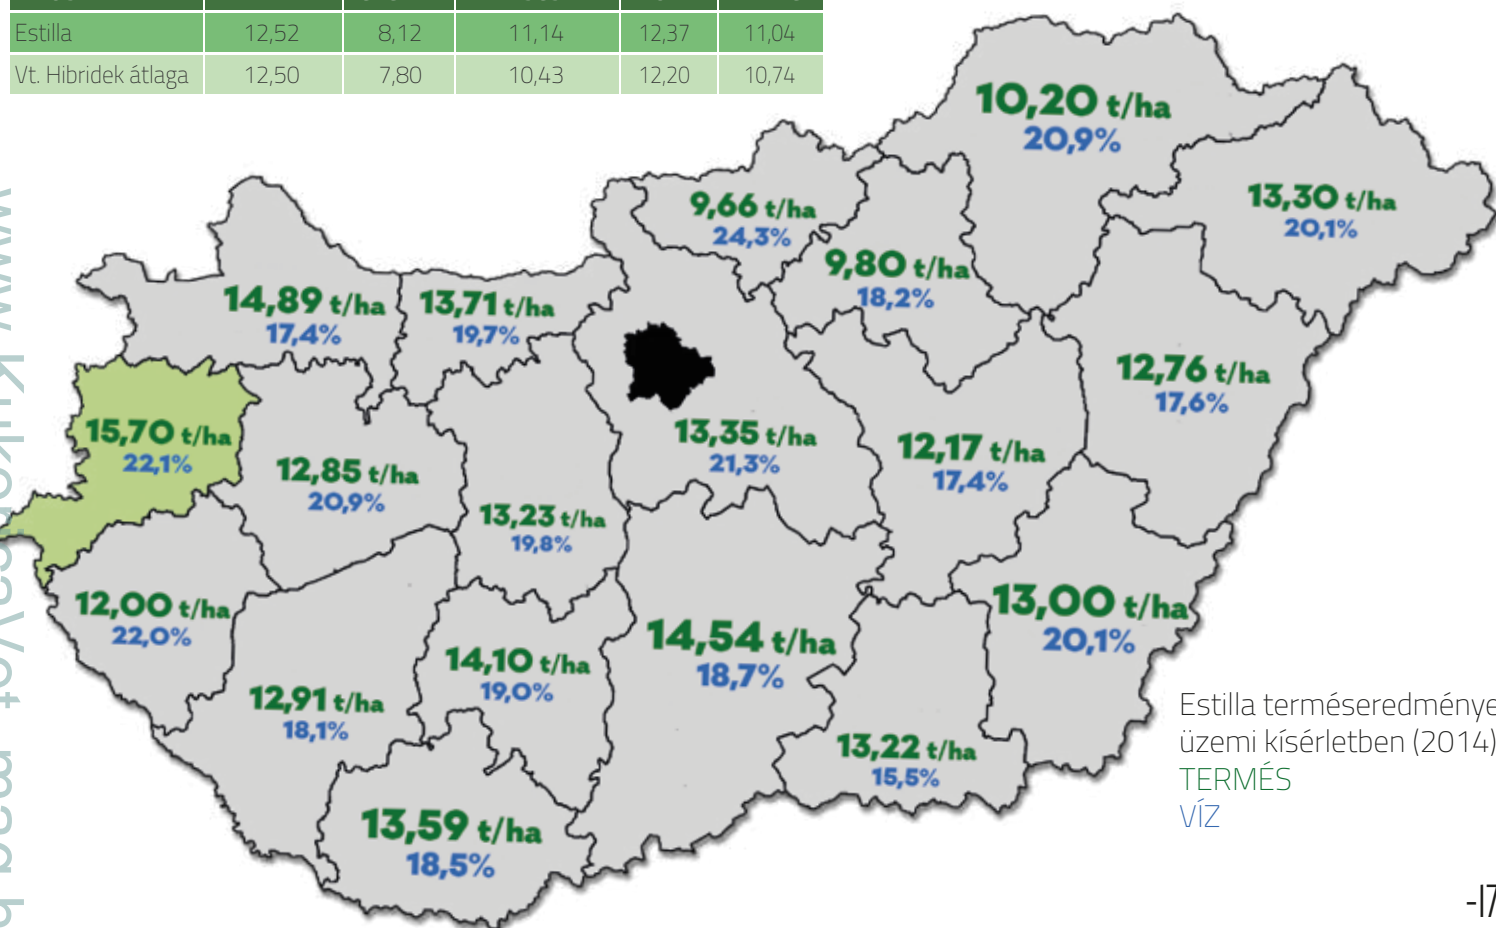 Estilla 12,52 8,12 11,14 12,37 11,04
Vt. Hibridek átlaga 12,50 7,80 10,43 12,20 10,74
10,20 t/ha
20,9%
13,30 t/ha
20,1%
9,66 t/ha
24,3%
9,80 t/ha
18,2%
14,89 t/ha
17,4%
13,71 t/ha
19,7%
12,76 t/ha
17,6%
15,70 t/ha
22,1%
12,85 t/ha
20,9%
13,35 t/ha
21,3%
12,17 t/ha
17,4%
13,23 t/ha
19,8%
12,00 t/ha
22,0%
13,00 t/ha
20,1%
14,54 t/ha
18,7%
14,10 t/ha
19,0%
12,91 t/ha
18,1%
13,22 t/ha
15,5%
13,59 t/ha
18,5%
Estilla terméseredménye
üzemi kísérletben (2014)
TERMÉS
VÍZ
-17